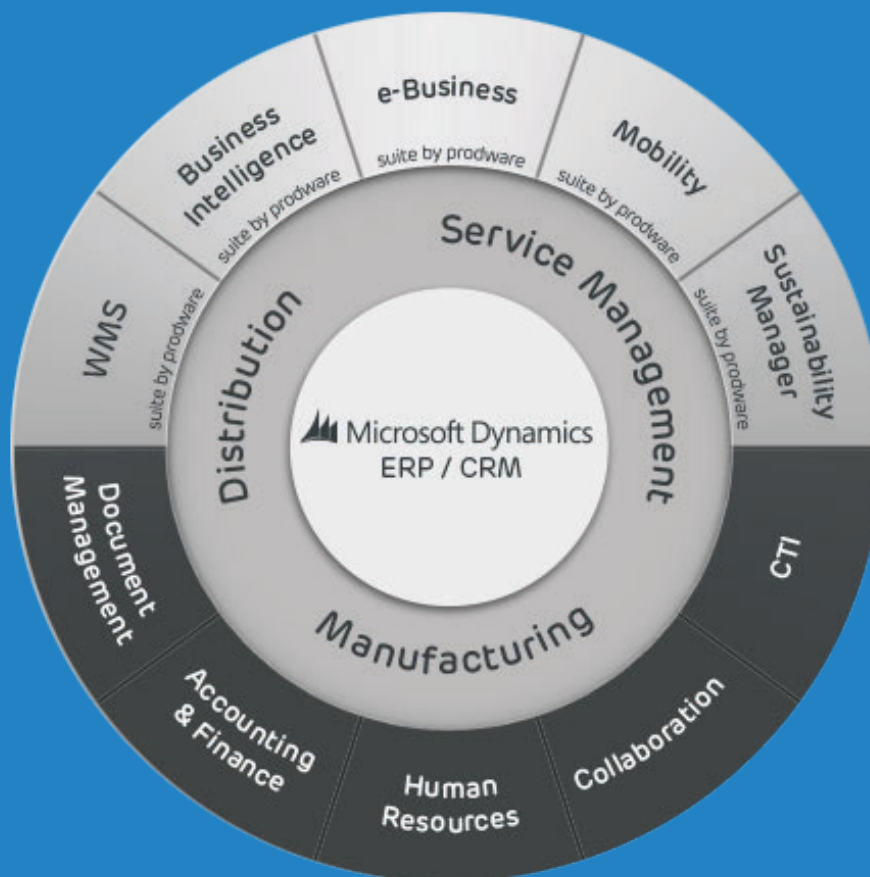 e-Business
suite by prodware
Mobility
suite by prodware
Sustainability
Manager
suite by prodware
CTI
Collaboration
Human
Resources
Accounting
& Finance
Document
Management
WMS
suite by prodware
Business
Intelligence
suite by prodware
Service Management
Manufacturing
Distribution
Microsoft Dynamics
ERP / CRM